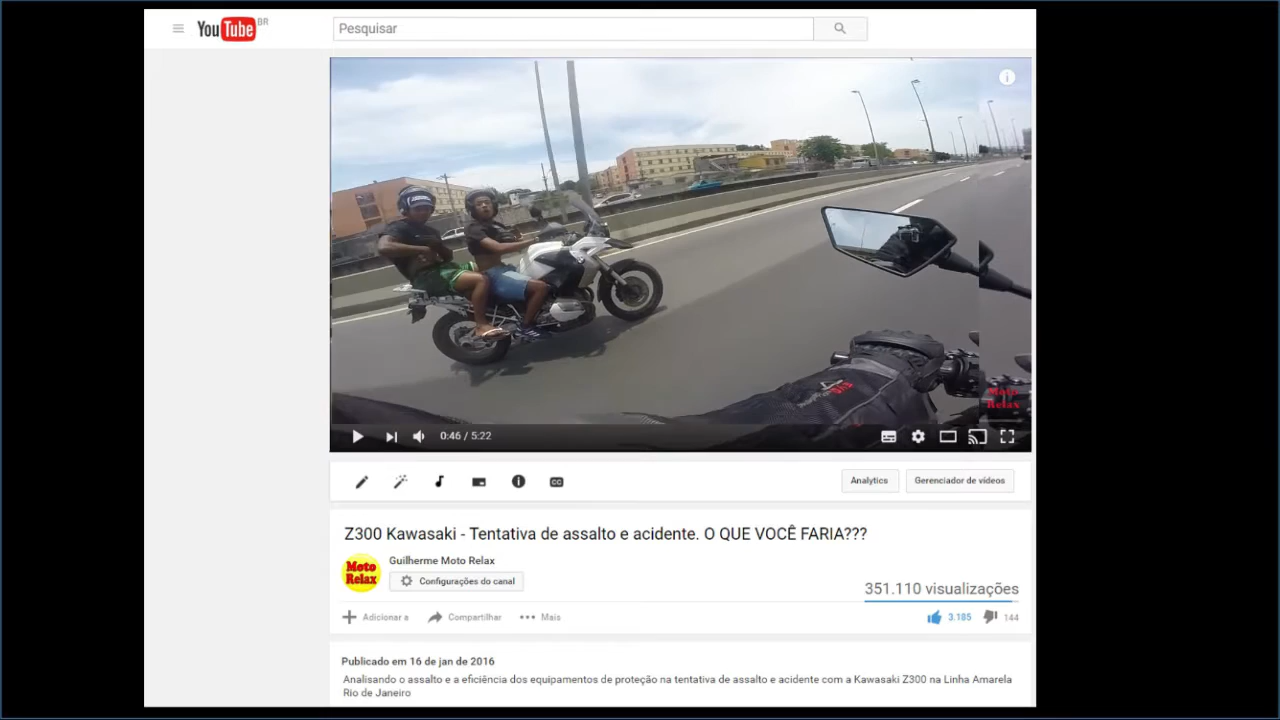 YouTube BR
Pesquisar
Moto
Relax
0:46 / 5:22
CC
Analytics
Gerenciador de vídeos
Z300 Kawasaki - Tentativa de assalto e acidente. O QUE VOCÊ FARIA???
Moto
Relax
Guilherme Moto Relax
Configurações do canal
351.110 visualizações
Adicionar a
Compartilhar
Mais
3.185
144
Publicado em 16 de jan de 2016
Analisando o assalto e a eficiência dos equipamentos de proteção na tentativa de assalto e acidente com a Kawasaki Z300 na Linha Amarela
Rio de Janeiro